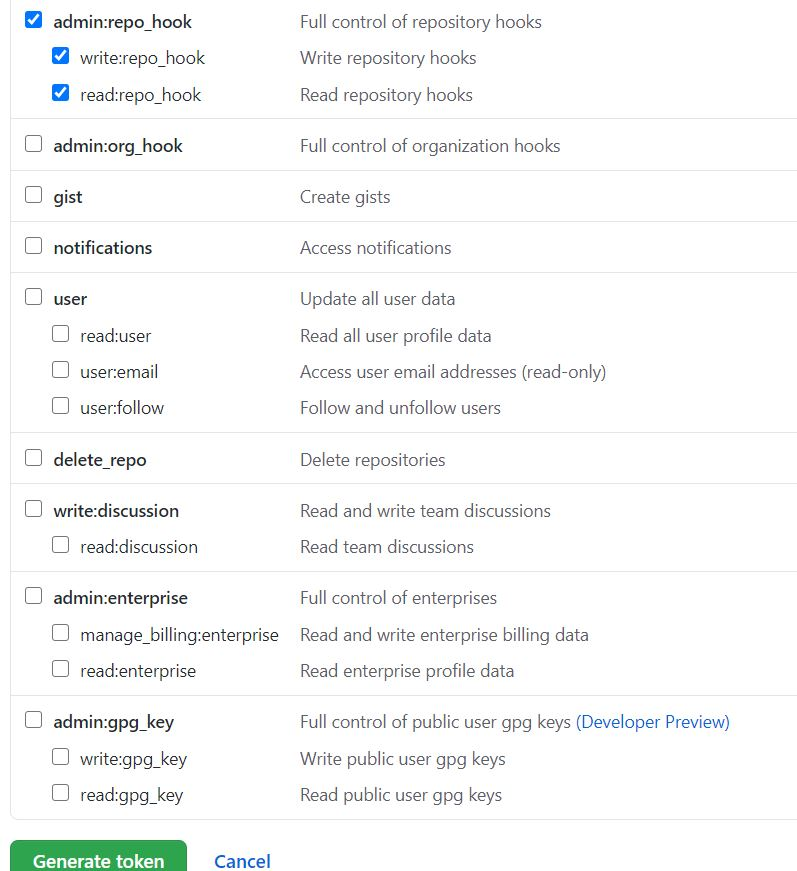 admin:repo_hook Full control of repository hooks
write:repo_hook Write repository hooks
read:repo_hook Read repository hooks
admin:org_hook Full control of organization hooks
gist Create gists
notifications Access notifications
user Update all user data
read:user Read all user profile data
user:email Access user email addresses (read-only)
user:follow Follow and unfollow users
delete_repo Delete repositories
write:discussion Read and write team discussions
read:discussion Read team discussions
admin:enterprise Full control of enterprises
manage_billing:enterprise Read and write enterprise billing data
read:enterprise Read enterprise profile data
admin:gpg_key Full control of public user gpg keys (Developer Preview)
write:gpg_key Write public user gpg keys
read:gpg_key Read public user gpg keys
Generate token Cancel